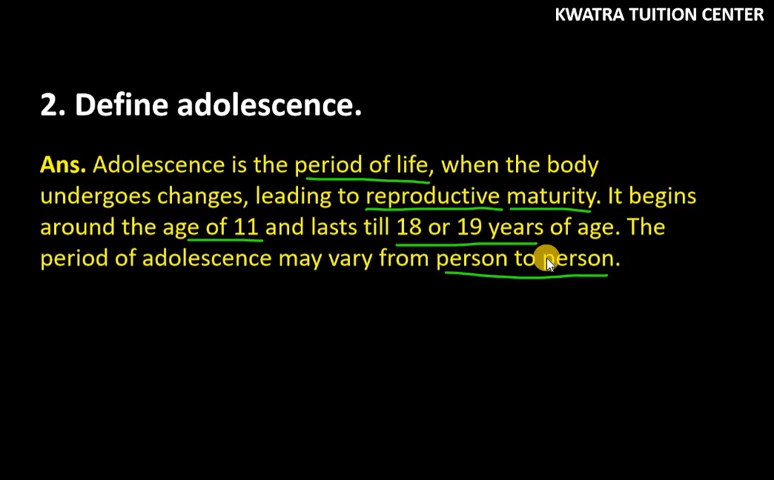 KWATRA TUITION CENTER
2. Define adolescence.
Ans. Adolescence is the period of life, when the body
undergoes changes, leading to reproductive maturity. It begins
around the age of 11 and lasts till 18 or 19 years of age. The
period of adolescence may vary from person to person.